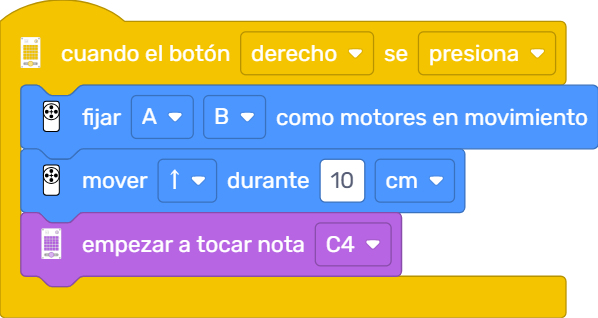 cuando el botón derecho se presiona
fijar A B como motores en movimiento
mover ↑ durante 10 cm
empezar a tocar nota C4